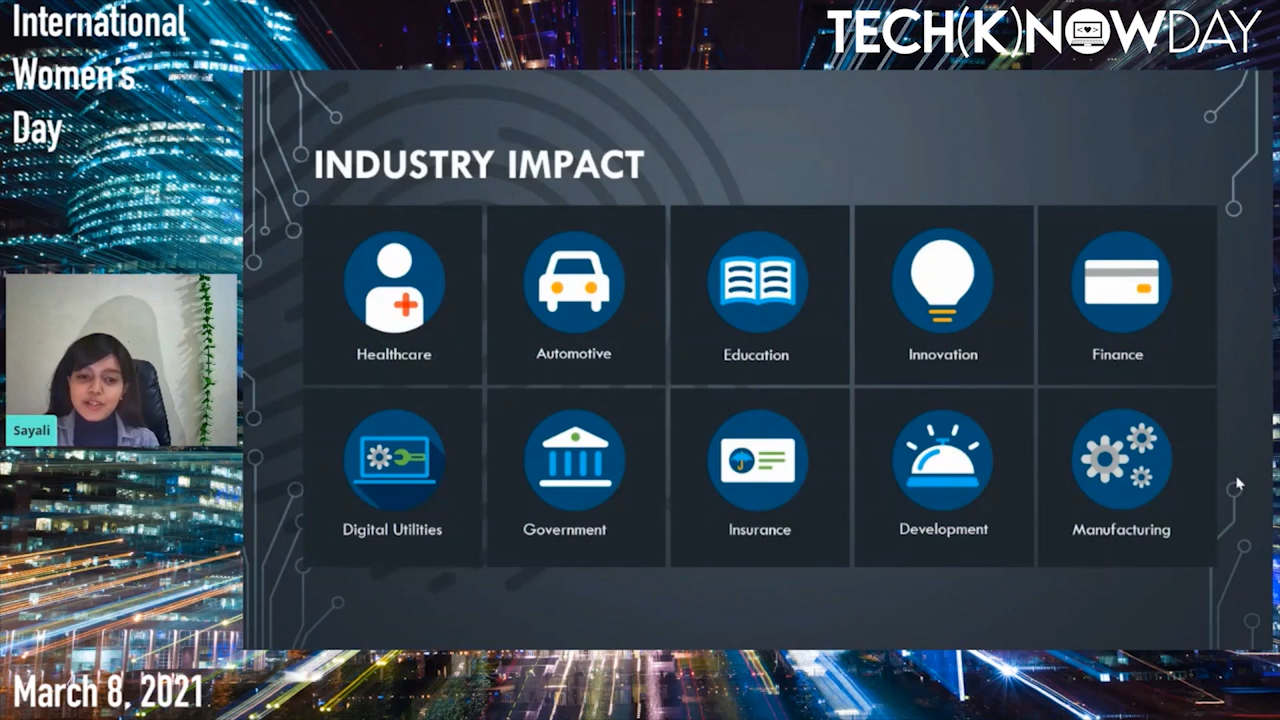 International
Women's
Day
TECH(K)NOWDAY
INDUSTRY IMPACT
Healthcare
Automotive
Education
Innovation
Finance
Digital Utilities
Government
Insurance
Development
Manufacturing
Sayali
March 8, 2021